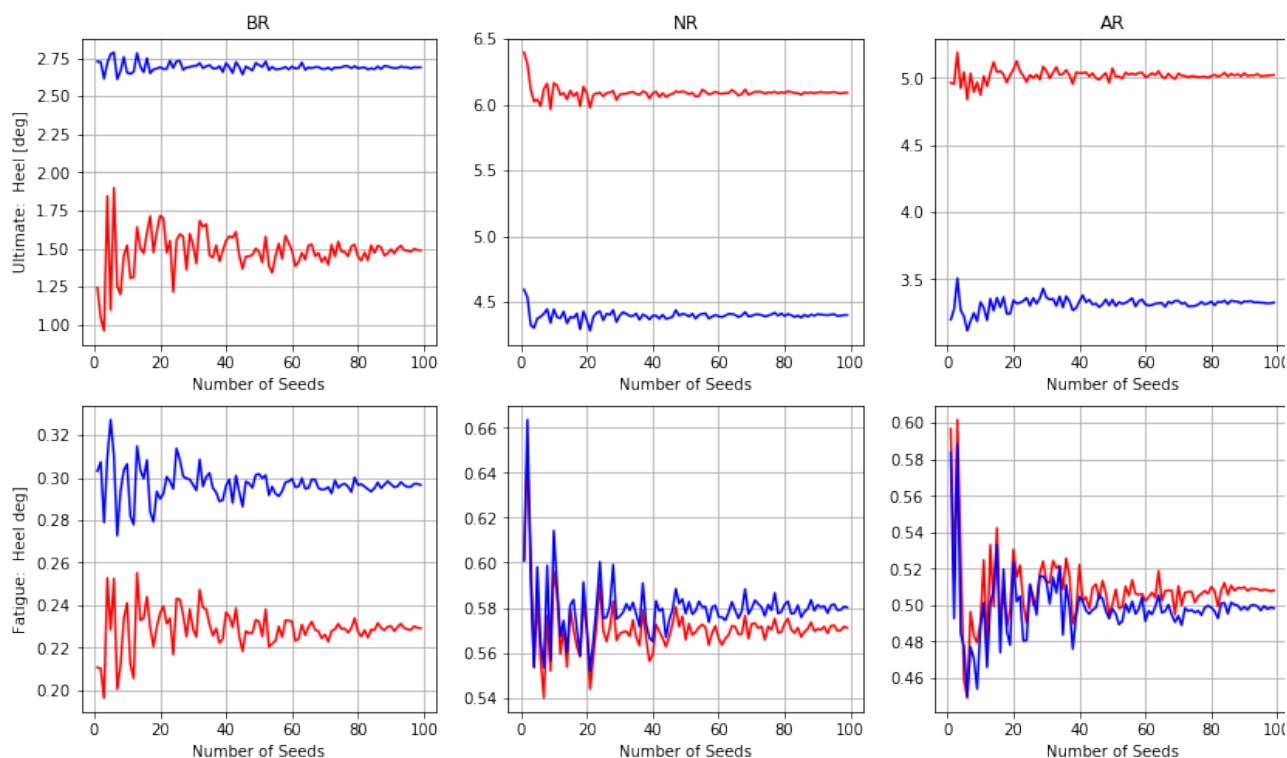 BR
NR
AR
Ultimate:  Heel [deg]
2.75
2.50
2.25
2.00
1.75
1.50
1.25
1.00
0 20 40 60 80 100
Number of Seeds
6.5
6.0
5.5
5.0
4.5
0 20 40 60 80 100
Number of Seeds
5.0
4.5
4.0
3.5
0 20 40 60 80 100
Number of Seeds
Fatigue:  Heel deg]
0.32
0.30
0.28
0.26
0.24
0.22
0.20
0 20 40 60 80 100
Number of Seeds
0.66
0.64
0.62
0.60
0.58
0.56
0.54
0 20 40 60 80 100
Number of Seeds
0.60
0.58
0.56
0.54
0.52
0.50
0.48
0.46
0 20 40 60 80 100
Number of Seeds